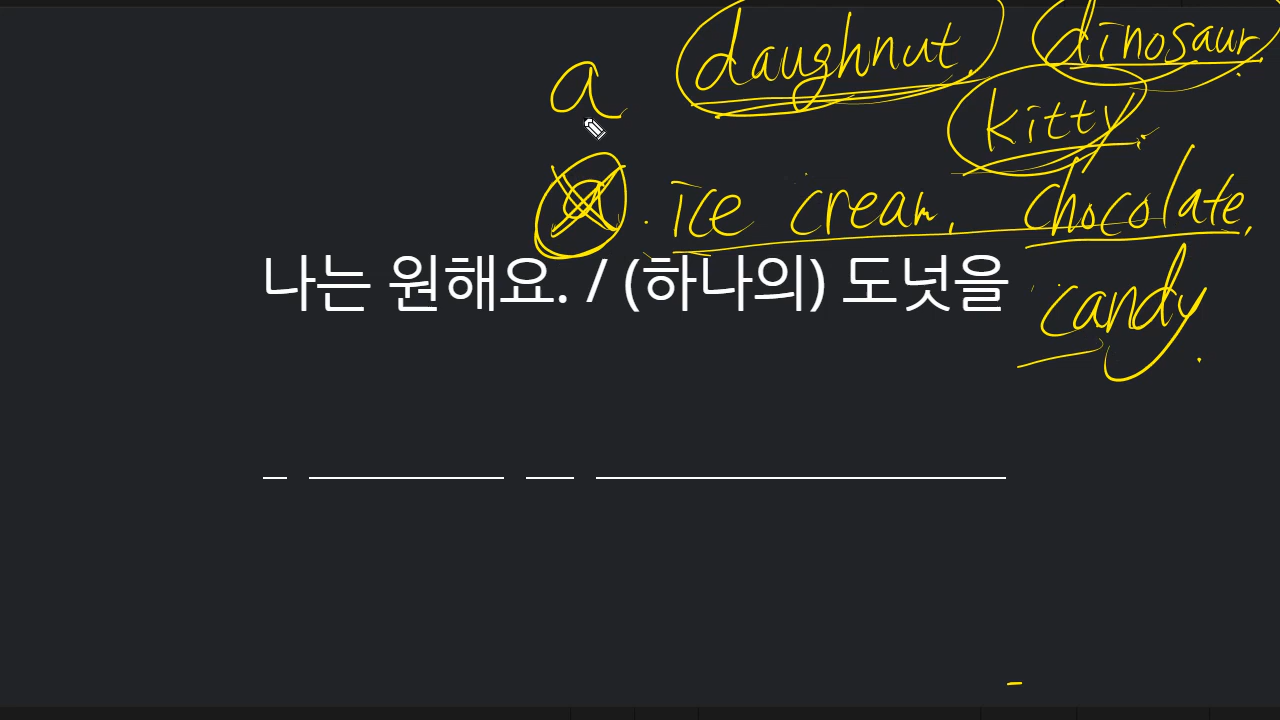 a daughnut, dinosaur,
kitty.
a. ice cream, chocolate,
나는 원해요. / (하나의) 도넛을
candy.